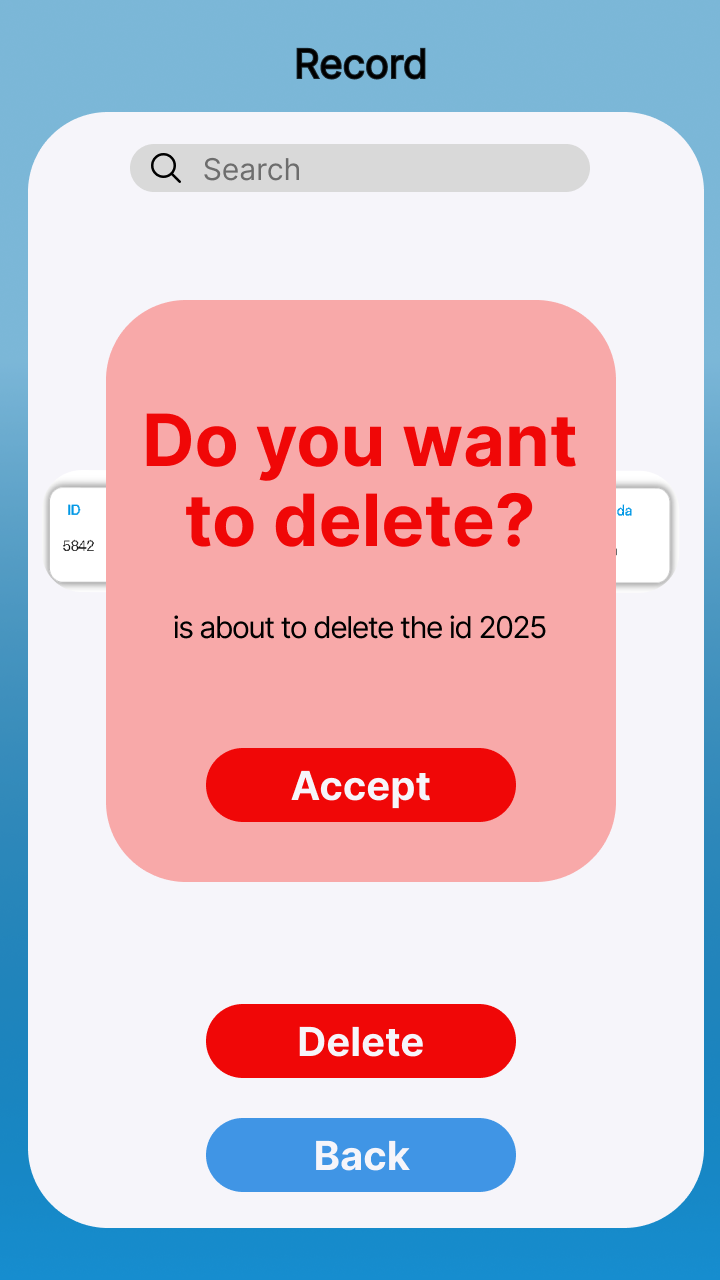 Record
Search
Do you want
to delete?
ID
da
5842
is about to delete the id 2025
Accept
Delete
Back